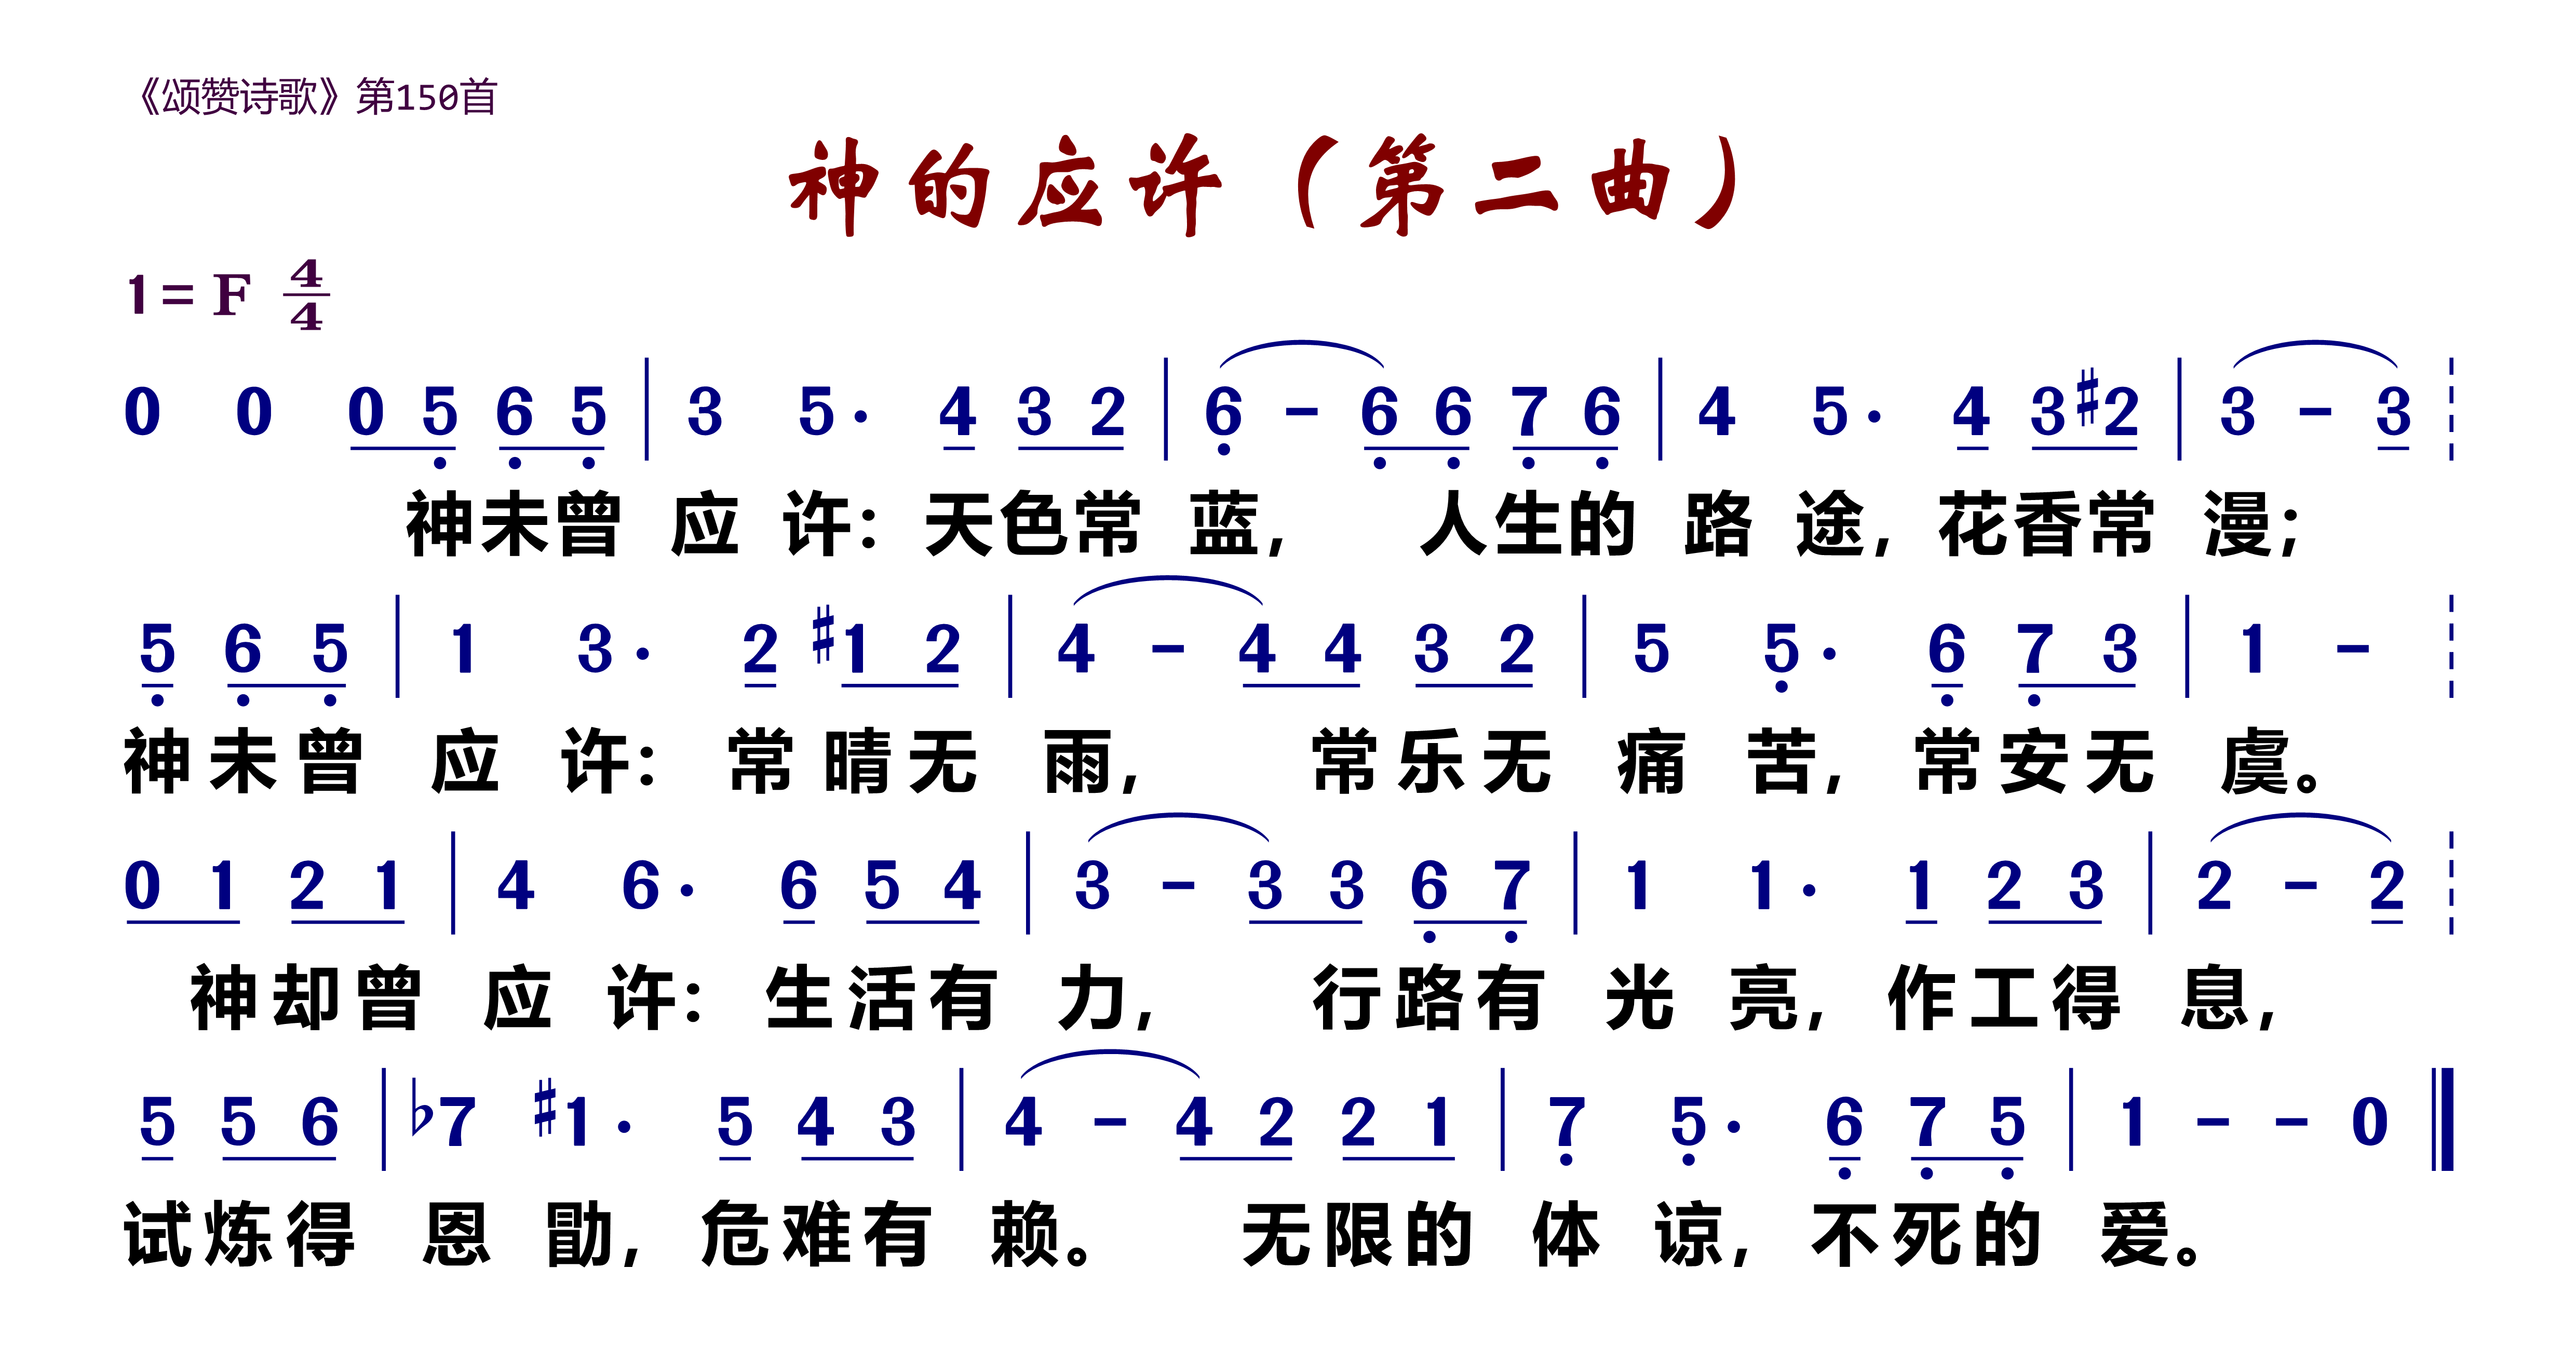 《颂赞诗歌》第150首
神的应许（第二曲）
1=F 4/4
0 0 0 5 6 5 | 3 5· 4 3 2 | 6 - 6 6 7 6 | 4 5· 4 3 #2 | 3 - 3
神未曾应许：天色常蓝，人生的路途，花香常漫；
5 6 5 | 1 3· 2 #1 2 | 4 - 4 4 3 2 | 5 5· 6 7 3 | 1 -
神未曾应许：常晴无雨，常乐无痛苦，常安无虞。
0 1 2 1 | 4 6· 6 5 4 | 3 - 3 3 6 7 | 1 1· 1 2 3 | 2 - 2
神却曾应许：生活有力，行路有光亮，作工得息，
5 5 6 | ♭7 #1· 5 4 3 | 4 - 4 2 2 1 | 7 5· 6 7 5 | 1 - - 0
试炼得恩勖，危难有赖。无限的体谅，不死的爱。